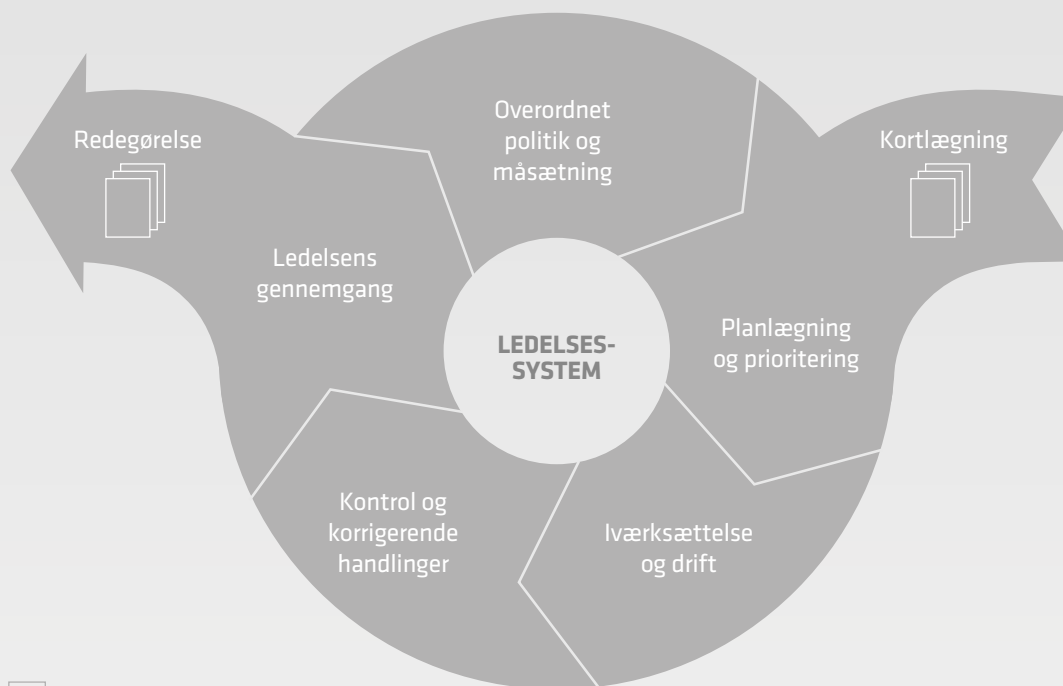 Redegørelse
Overordnet
politik og
måsætning
Kortlægning
Ledelsens
gennemgang
LEDELSES-
SYSTEM
Planlægning
og prioritering
Kontrol og
korrigerende
handlinger
Iværksættelse
og drift